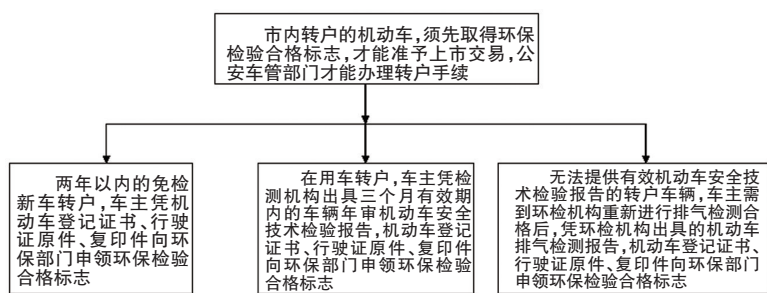 市内转户的机动车,须先取得环保
检验合格标志,才能准予上市交易,公
安车管部门才能办理转户手续
两年以内的免检
新车转户,车主凭机
动车登记证书、行驶
证原件、复印件向环
保部门申领环保检验
合格标志
在用车转户,车主凭检
测机构出具三个月有效期
内的车辆年审机动车安全
技术检验报告,机动车登记
证书、行驶证原件、复印件
向环保部门申领环保检验
合格标志
无法提供有效机动车安全技
术检验报告的转户车辆,车主需
到环检机构重新进行排气检测合
格后,凭环检机构出具的机动车
排气检测报告,机动车登记证书、
行驶证原件、复印件向环保部门
申领环保检验合格标志